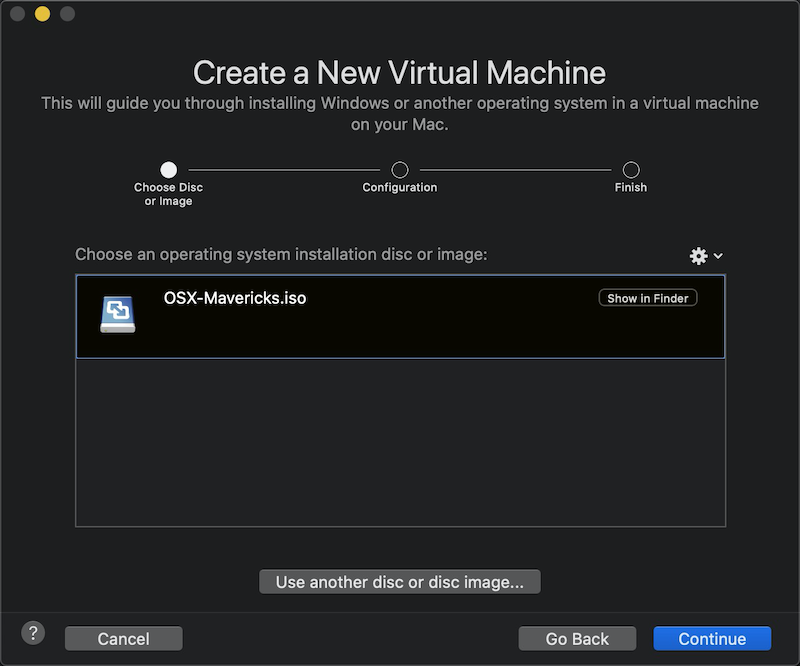 Create a New Virtual Machine
This will guide you through installing Windows or another operating system in a virtual machine
on your Mac.
Choose Disc
or Image
Configuration
Finish
Choose an operating system installation disc or image:
OSX-Mavericks.iso
Show in Finder
Use another disc or disc image...
?
Cancel
Go Back
Continue